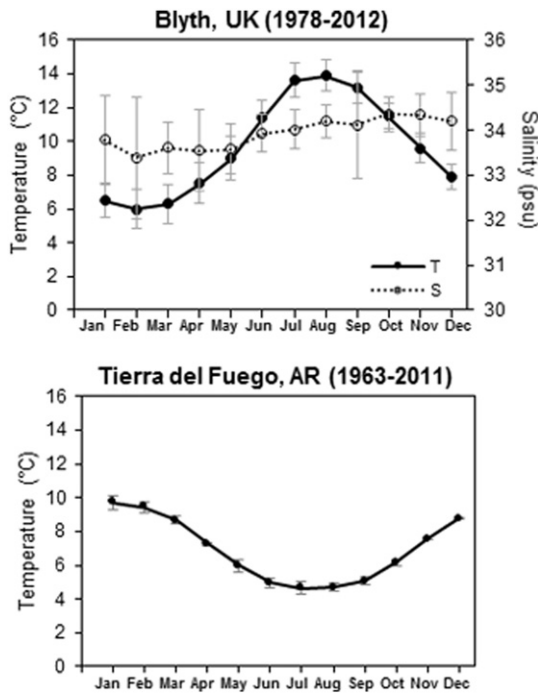 Blyth, UK (1978-2012)
16
14
12
10
8
6
4
2
0
Temperature (°C)
36
35
34
33
32
31
30
Salinity (psu)
T
S
Jan Feb Mar Apr May Jun Jul Aug Sep Oct Nov Dec
Tierra del Fuego, AR (1963-2011)
16
14
12
10
8
6
4
2
0
Temperature (°C)
Jan Feb Mar Apr May Jun Jul Aug Sep Oct Nov Dec